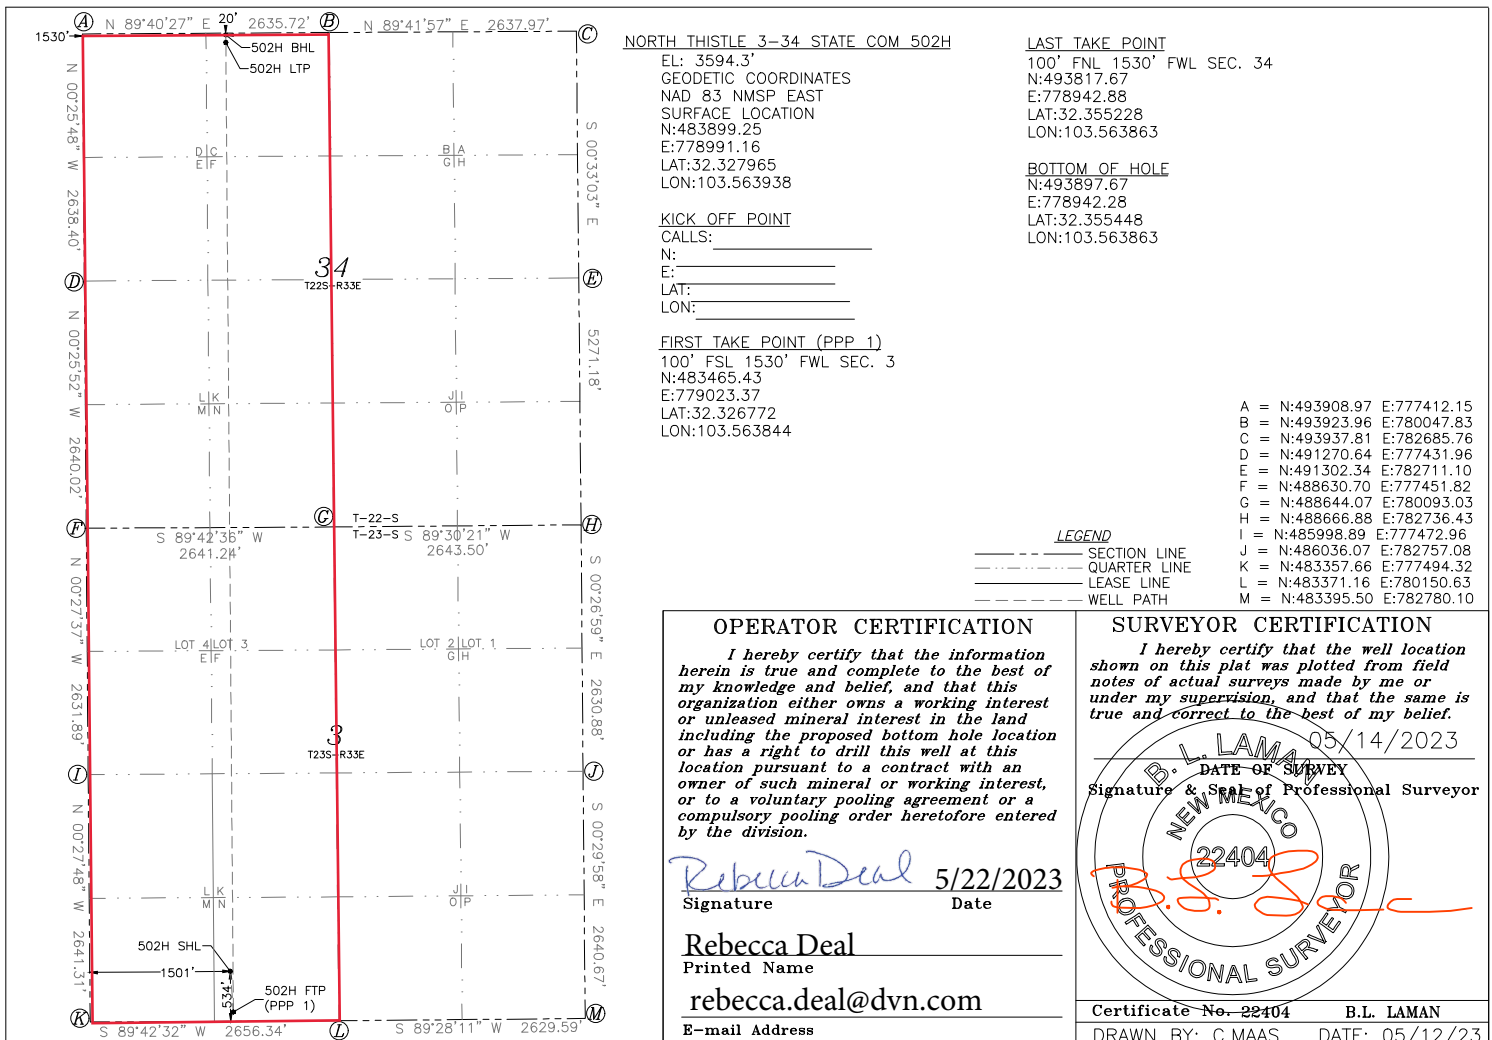 A N 89°40'27" E 2635.72' 20' B N 89°41'57" E 2637.97' C
1530'
502H BHL
502H LTP
N 00°25'48" W 2638.40'
S 00°33'03" E 5271.18'
D C B A
E F G H
34
T22S-R33E
D E
N 00°25'52" W 2640.02'
L K J I
M N O P
F G H
T-22-S
T-23-S
S 89°42'36" W S 89°30'21" W
2641.24' 2643.50'
N 00°27'37" W 2631.89'
S 00°26'59" E 2630.88'
LOT 4 LOT 3 LOT 2 LOT 1
E F G H
3
T23S-R33E
I J
N 00°27'48" W 2641.31'
S 00°29'58" E 2640.67'
L K J I
M N O P
502H SHL
1501'
534'
502H FTP
(PPP 1)
K L M
S 89°42'32" W 2656.34' S 89°28'11" W 2629.59'
NORTH THISTLE 3-34 STATE COM 502H
EL: 3594.3'
GEODETIC COORDINATES
NAD 83 NMSP EAST
SURFACE LOCATION
N:483899.25
E:778991.16
LAT:32.327965
LON:103.563938
KICK OFF POINT
CALLS:
N:
E:
LAT:
LON:
FIRST TAKE POINT (PPP 1)
100' FSL 1530' FWL SEC. 3
N:483465.43
E:779023.37
LAT:32.326772
LON:103.563844
LAST TAKE POINT
100' FNL 1530' FWL SEC. 34
N:493817.67
E:778942.88
LAT:32.355228
LON:103.563863
BOTTOM OF HOLE
N:493897.67
E:778942.28
LAT:32.355448
LON:103.563863
A = N:493908.97 E:777412.15
B = N:493923.96 E:780047.83
C = N:493937.81 E:782685.76
D = N:491270.64 E:777431.96
E = N:491302.34 E:782711.10
F = N:488630.70 E:777451.82
G = N:488644.07 E:780093.03
H = N:488666.88 E:782736.43
I = N:485998.89 E:777472.96
J = N:486036.07 E:782757.08
K = N:483357.66 E:777494.32
L = N:483371.16 E:780150.63
M = N:483395.50 E:782780.10
LEGEND
SECTION LINE
QUARTER LINE
LEASE LINE
WELL PATH
OPERATOR CERTIFICATION
I hereby certify that the information
herein is true and complete to the best of
my knowledge and belief, and that this
organization either owns a working interest
or unleased mineral interest in the land
including the proposed bottom hole location
or has a right to drill this well at this
location pursuant to a contract with an
owner of such mineral or working interest,
or to a voluntary pooling agreement or a
compulsory pooling order heretofore entered
by the division.
Rebecca Deal 5/22/2023
Signature Date
Rebecca Deal
Printed Name
rebecca.deal@dvn.com
E-mail Address
SURVEYOR CERTIFICATION
I hereby certify that the well location
shown on this plat was plotted from field
notes of actual surveys made by me or
under my supervision, and that the same is
true and correct to the best of my belief.
05/14/2023
DATE OF SURVEY
Signature & Seal of Professional Surveyor
B. L. LAMAN
NEW MEXICO
22404
PROFESSIONAL SURVEYOR
Certificate No. 22404 B.L. LAMAN
DRAWN BY: C.MAAS DATE: 05/12/23